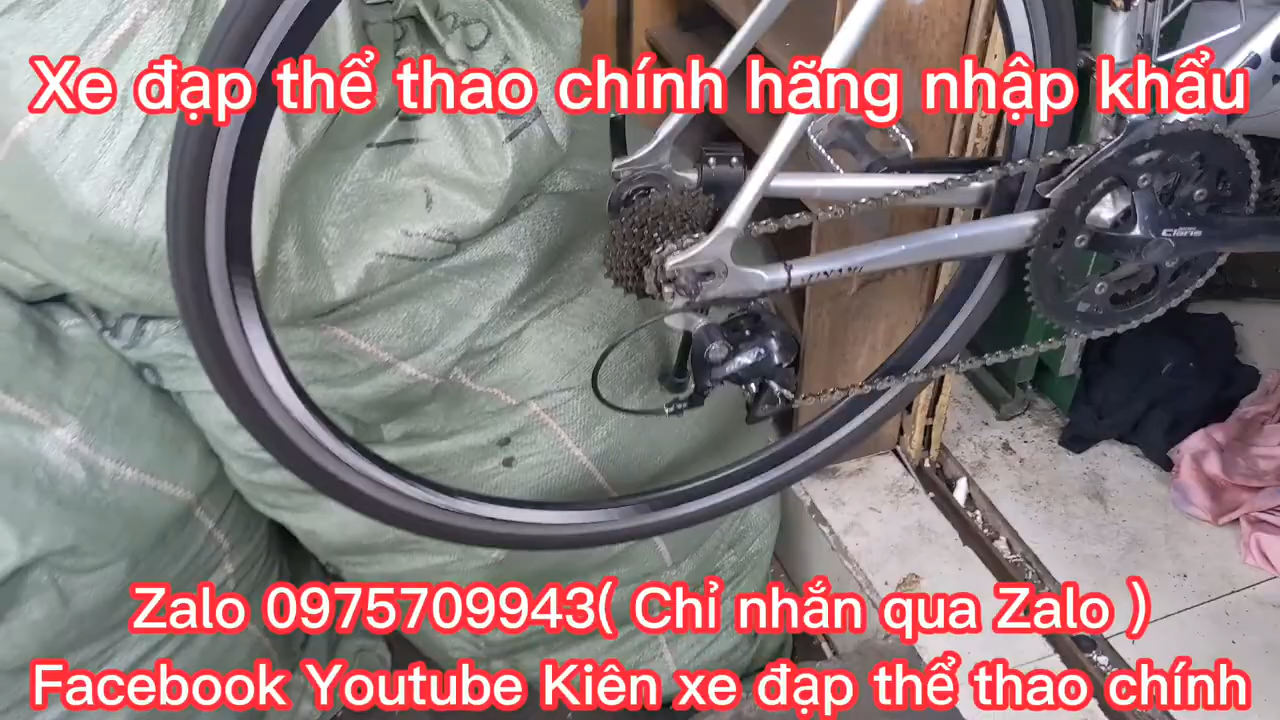 Xe đạp thể thao chính hãng nhập khẩu
Claris
Zalo 0975709943( Chỉ nhắn qua Zalo )
Facebook Youtube Kiên xe đạp thể thao chính